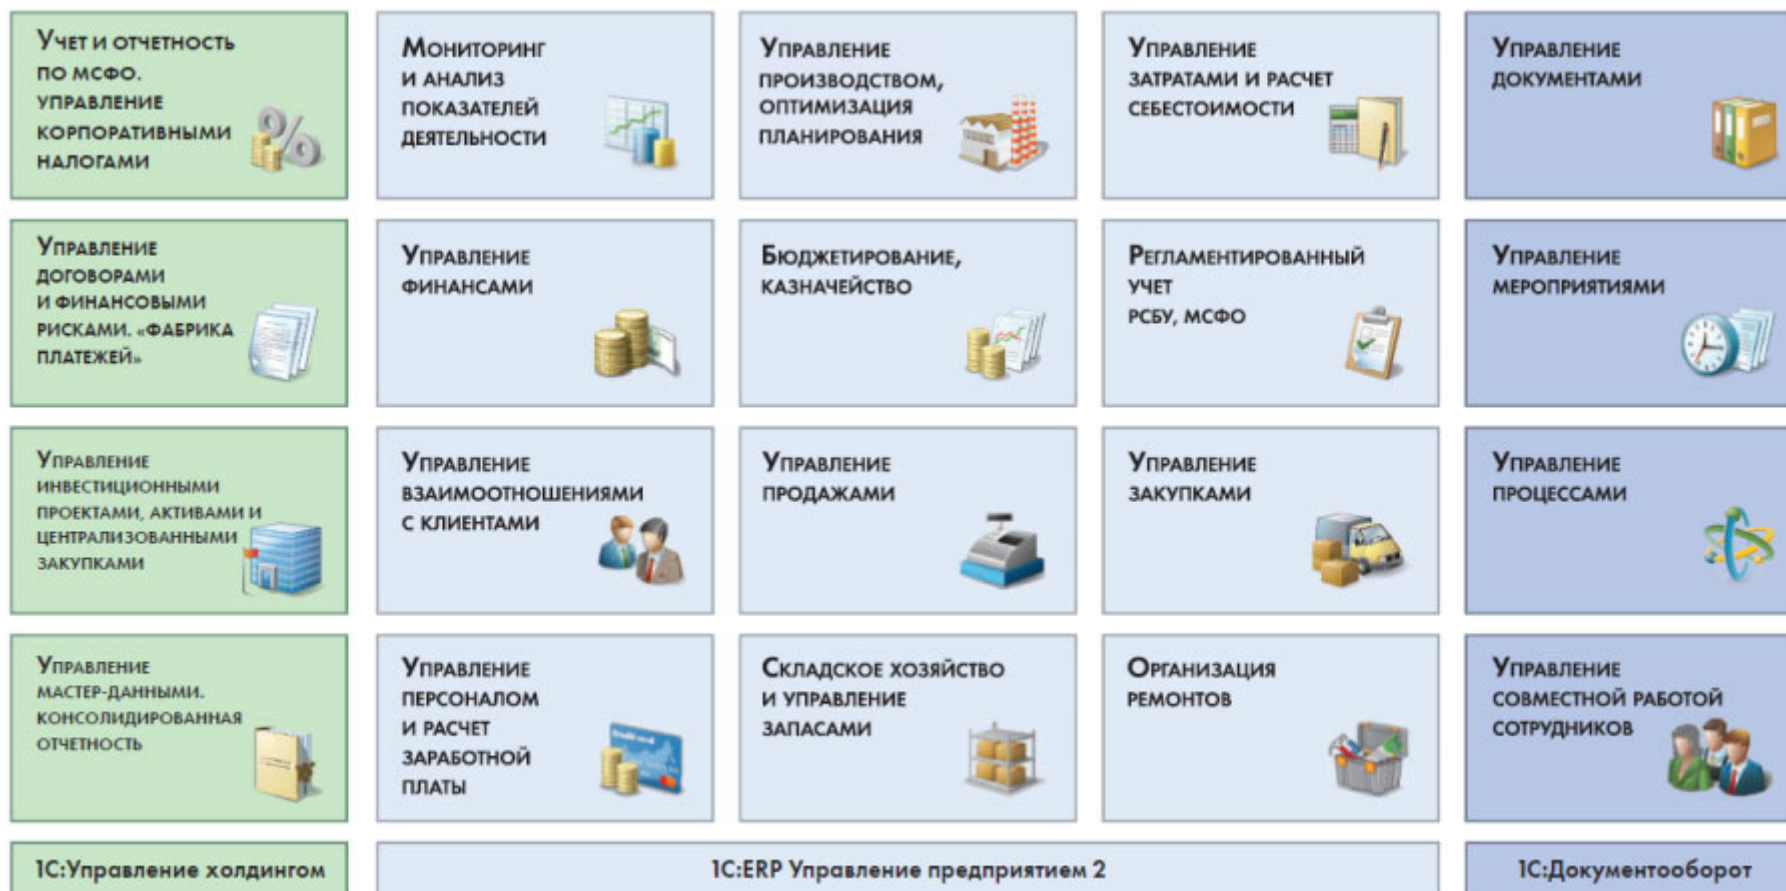 Учет и отчетность
по МСФО.
управление
корпоративными
налогами
Мониторинг
и анализ
показателей
деятельности
Управление
производством,
оптимизация
планирования
Управление
затратами и расчет
себестоимости
Управление
документами
Управление
договорами
и финансовыми
рисками. «Фабрика
платежей»
Управление
финансами
Бюджетирование,
казначейство
Регламентированный
учет
РСБУ, МСФО
Управление
мероприятиями
Управление
инвестиционными
проектами, активами и
централизованными
закупками
Управление
взаимоотношениями
с клиентами
Управление
продажами
Управление
закупками
Управление
процессами
Управление
мастер-данными.
консолидированная
отчетность
Управление
персоналом
и расчет
заработной
платы
Складское хозяйство
и управление
запасами
Организация
ремонтов
Управление
совместной работой
сотрудников
1С:Управление холдингом
1С:ERP Управление предприятием 2
1С:Документооборот